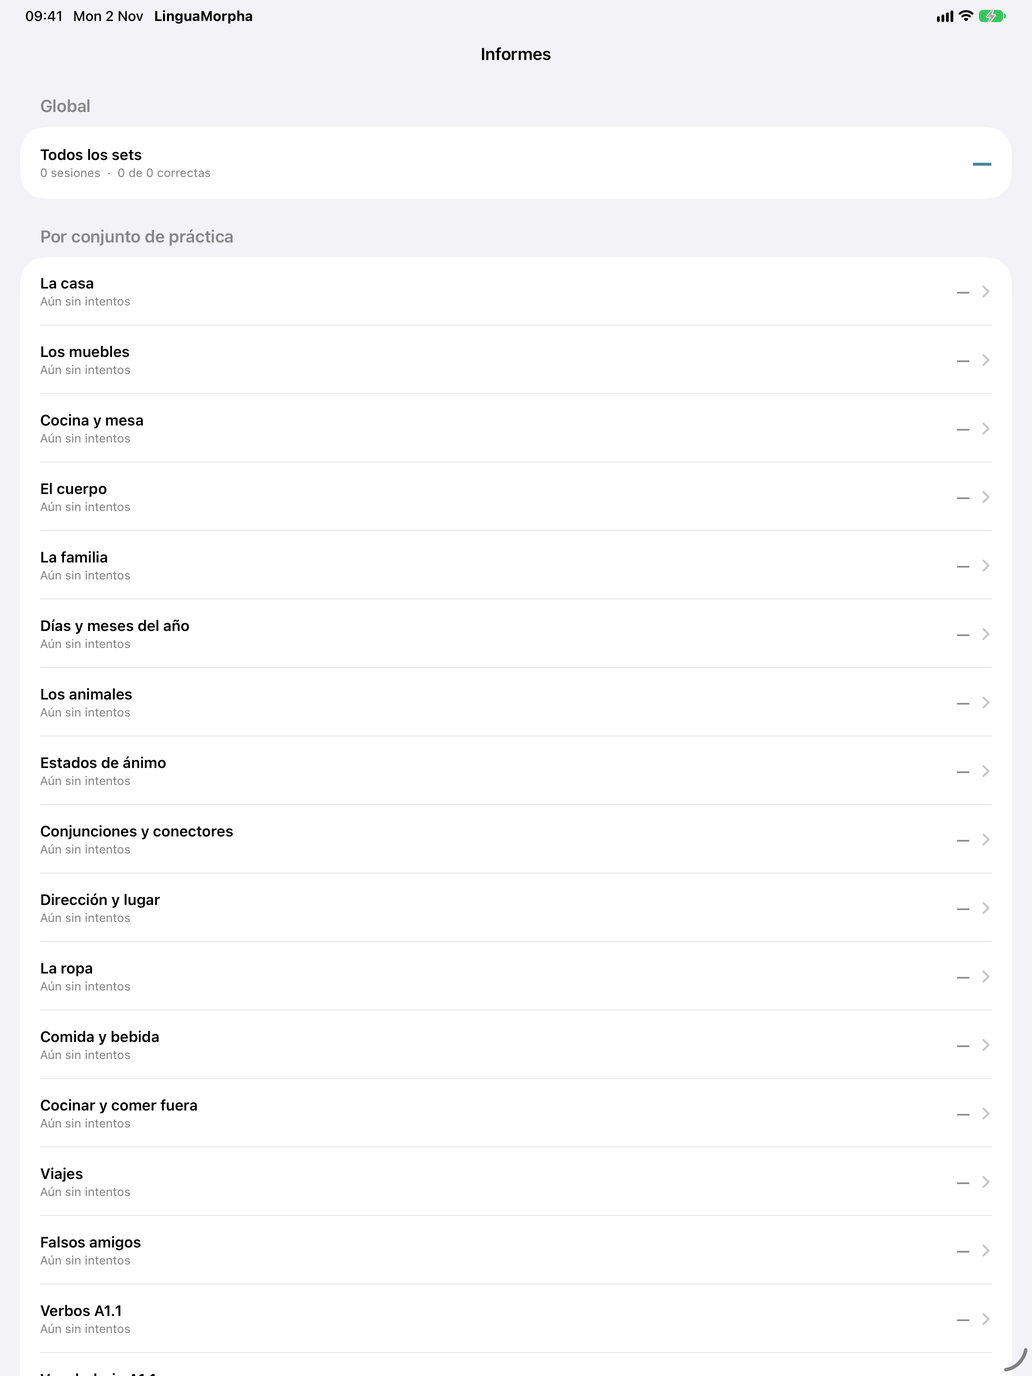 09:41 Mon 2 Nov LinguaMorpha
Informes
Global
Todos los sets
0 sesiones · 0 de 0 correctas
—
Por conjunto de práctica
La casa
Aún sin intentos
—
Los muebles
Aún sin intentos
—
Cocina y mesa
Aún sin intentos
—
El cuerpo
Aún sin intentos
—
La familia
Aún sin intentos
—
Días y meses del año
Aún sin intentos
—
Los animales
Aún sin intentos
—
Estados de ánimo
Aún sin intentos
—
Conjunciones y conectores
Aún sin intentos
—
Dirección y lugar
Aún sin intentos
—
La ropa
Aún sin intentos
—
Comida y bebida
Aún sin intentos
—
Cocinar y comer fuera
Aún sin intentos
—
Viajes
Aún sin intentos
—
Falsos amigos
Aún sin intentos
—
Verbos A1.1
Aún sin intentos
—